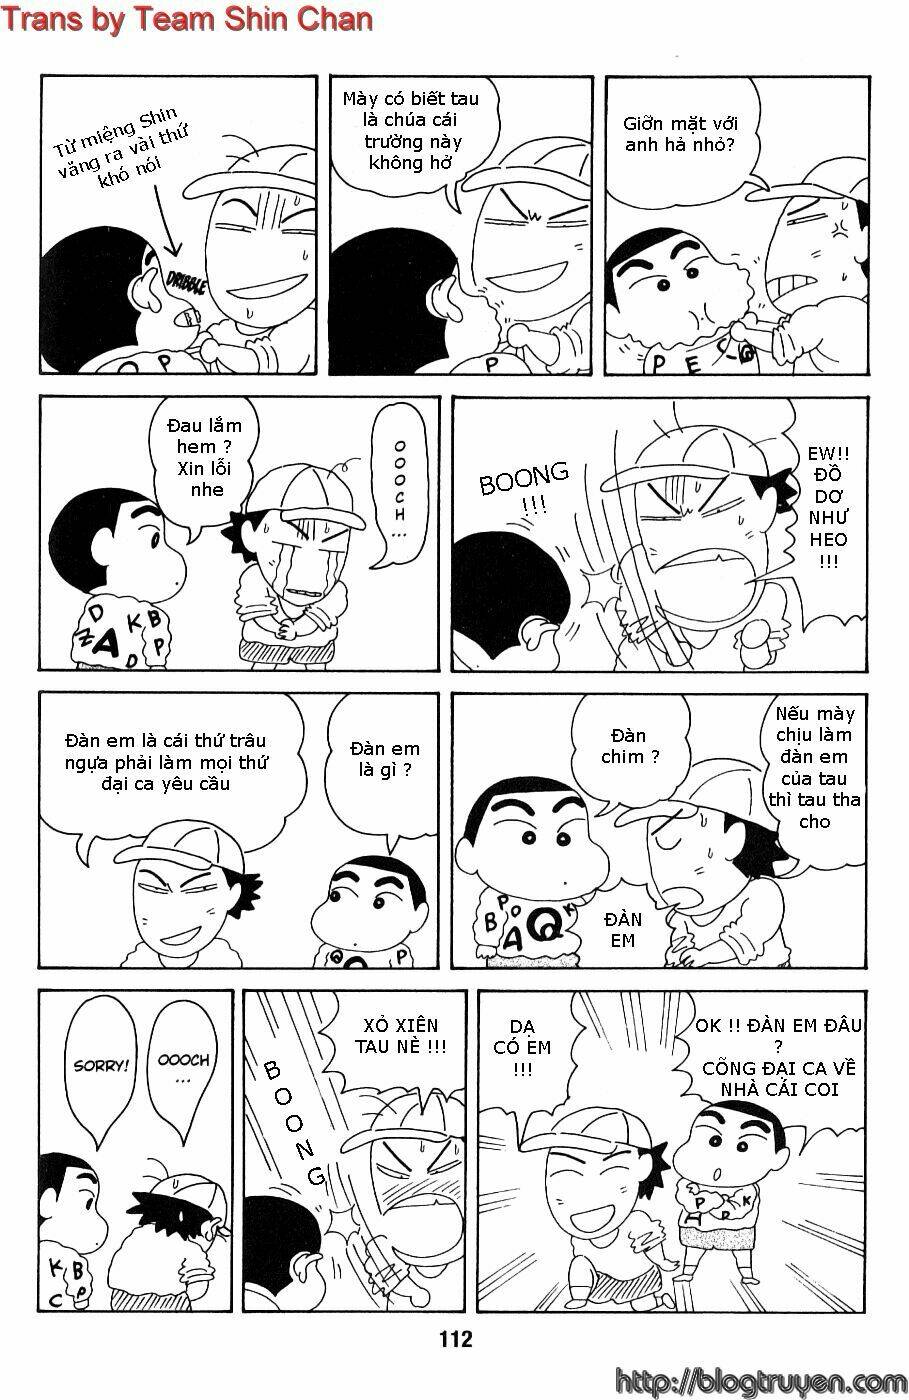 Trans by Team Shin Chan
Giỡn mặt với
anh hả nhỏ?
P E C Q
Mày có biết tau
là chúa cái
trường này
không hở
P
Từ miệng Shin
văng ra vài thứ
khó nói
DRIBBLE
O P
EW!!
ĐỒ
DƠ
NHƯ
HEO
!!!
BOONG
!!!
OOOCH
...
Đau lắm
hem ?
Xin lỗi
nhe
D K B
Z A P
D
Nếu mày
chịu làm
đàn em
của tau
thì tau tha
cho
Đàn
chim ?
ĐÀN
EM
P O K
B A Q
Đàn em
là gì ?
Q P
Đàn em là cái thứ trâu
ngựa phải làm mọi thứ
đại ca yêu cầu
OK !! ĐÀN EM ĐÂU
?
CÕNG ĐẠI CA VỀ
NHÀ CÁI COI
DẠ
CÓ EM
!!!
P K
H R
XỎ XIÊN
TAU NÈ !!!
BOONG
OOOCH
...
SORRY!
K B
C P
112
http://blogtruyen.com